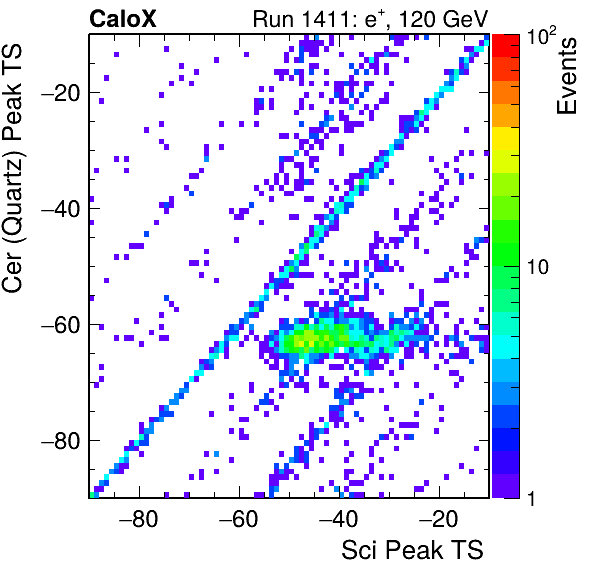 CaloX Run 1411: e⁺, 120 GeV
Cer (Quartz) Peak TS
−20
−40
−60
−80
−80 −60 −40 −20
Sci Peak TS
10²
10
1
Events